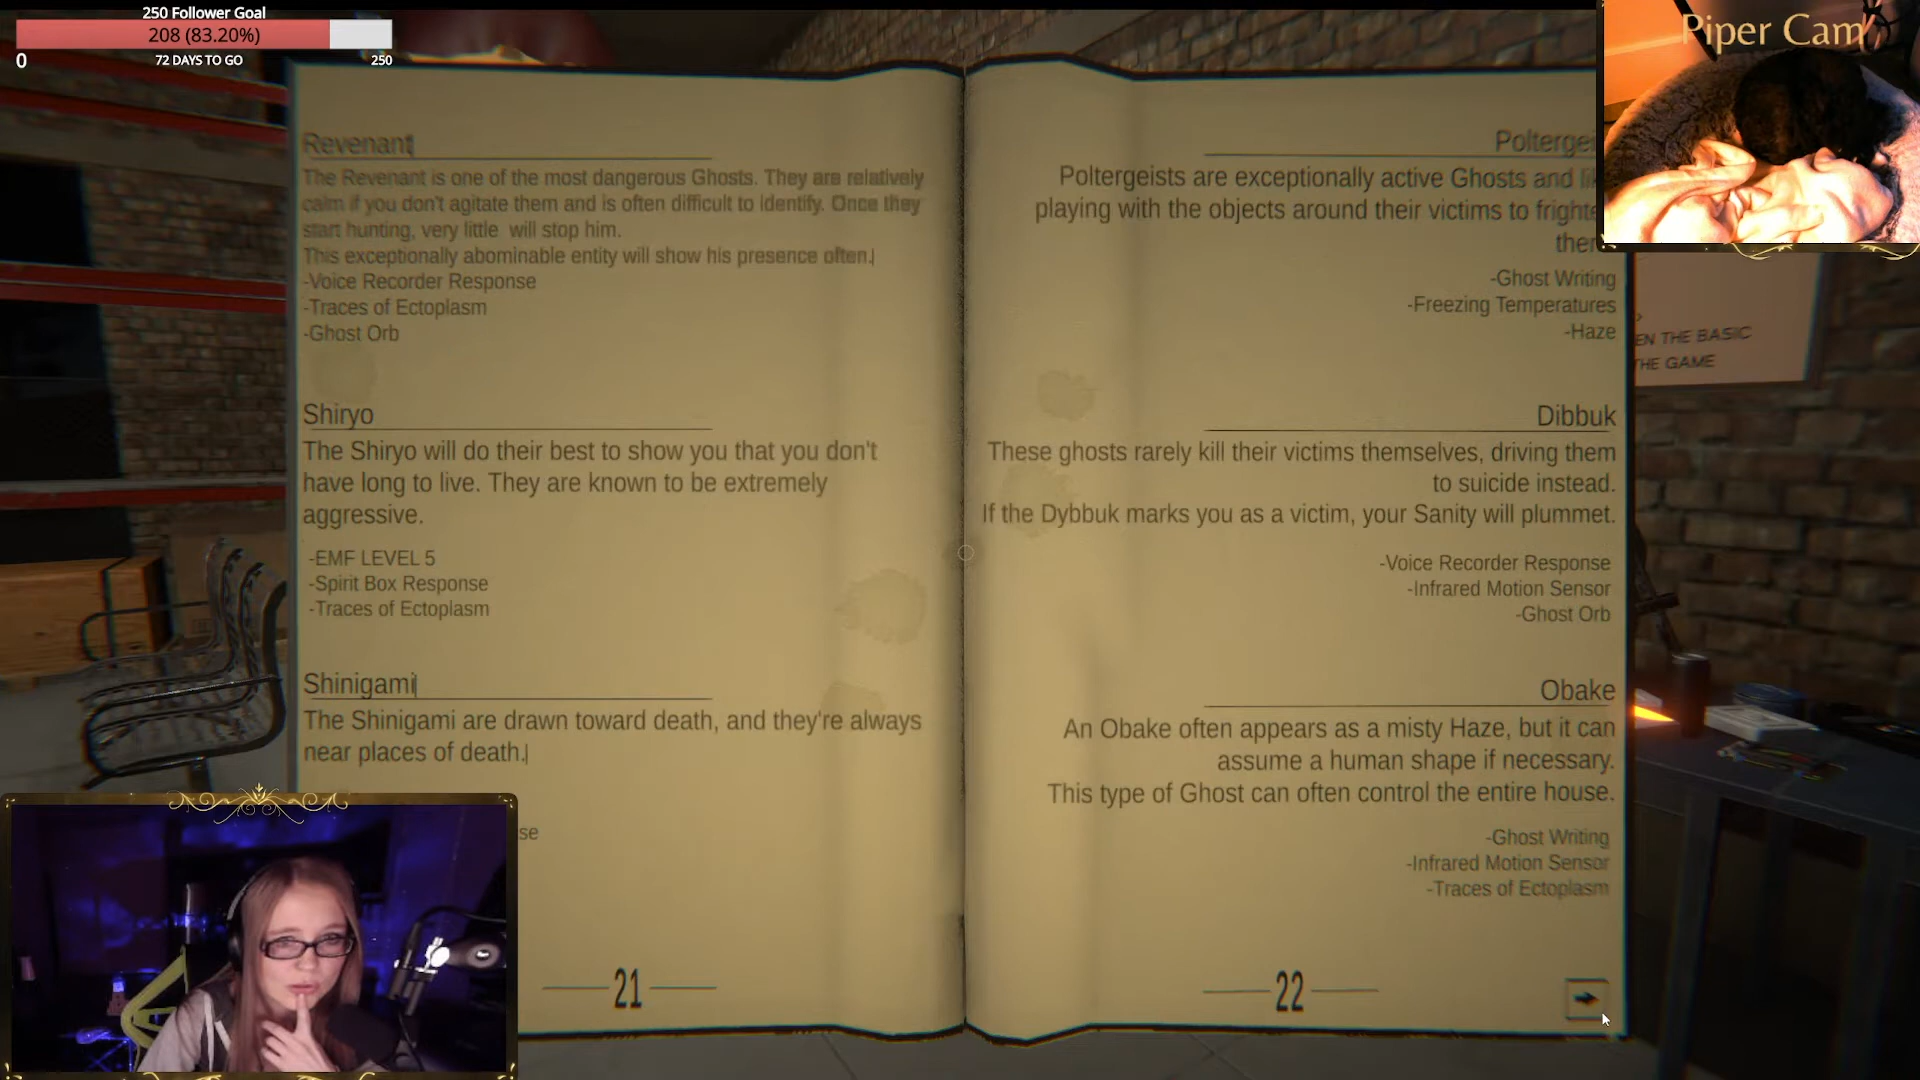 250 Follower Goal
208 (83.20%)
0
72 DAYS TO GO
250
Piper Cam
Revenant
The Revenant is one of the most dangerous Ghosts. They are relatively
calm if you don't agitate them and is often difficult to identify. Once they
start hunting, very little will stop him.
This exceptionally abominable entity will show his presence often.
-Voice Recorder Response
-Traces of Ectoplasm
-Ghost Orb
Shiryo
The Shiryo will do their best to show you that you don't
have long to live. They are known to be extremely
aggressive.
-EMF LEVEL 5
-Spirit Box Response
-Traces of Ectoplasm
Shinigami
The Shinigami are drawn toward death, and they're always
near places of death.
se
21
Poltergei
Poltergeists are exceptionally active Ghosts and li
playing with the objects around their victims to frighte
them
-Ghost Writing
-Freezing Temperatures
-Haze
Dibbuk
These ghosts rarely kill their victims themselves, driving them
to suicide instead.
If the Dybbuk marks you as a victim, your Sanity will plummet.
-Voice Recorder Response
-Infrared Motion Sensor
-Ghost Orb
Obake
An Obake often appears as a misty Haze, but it can
assume a human shape if necessary.
This type of Ghost can often control the entire house.
-Ghost Writing
-Infrared Motion Sensor
-Traces of Ectoplasm
22
EN THE BASIC
THE GAME